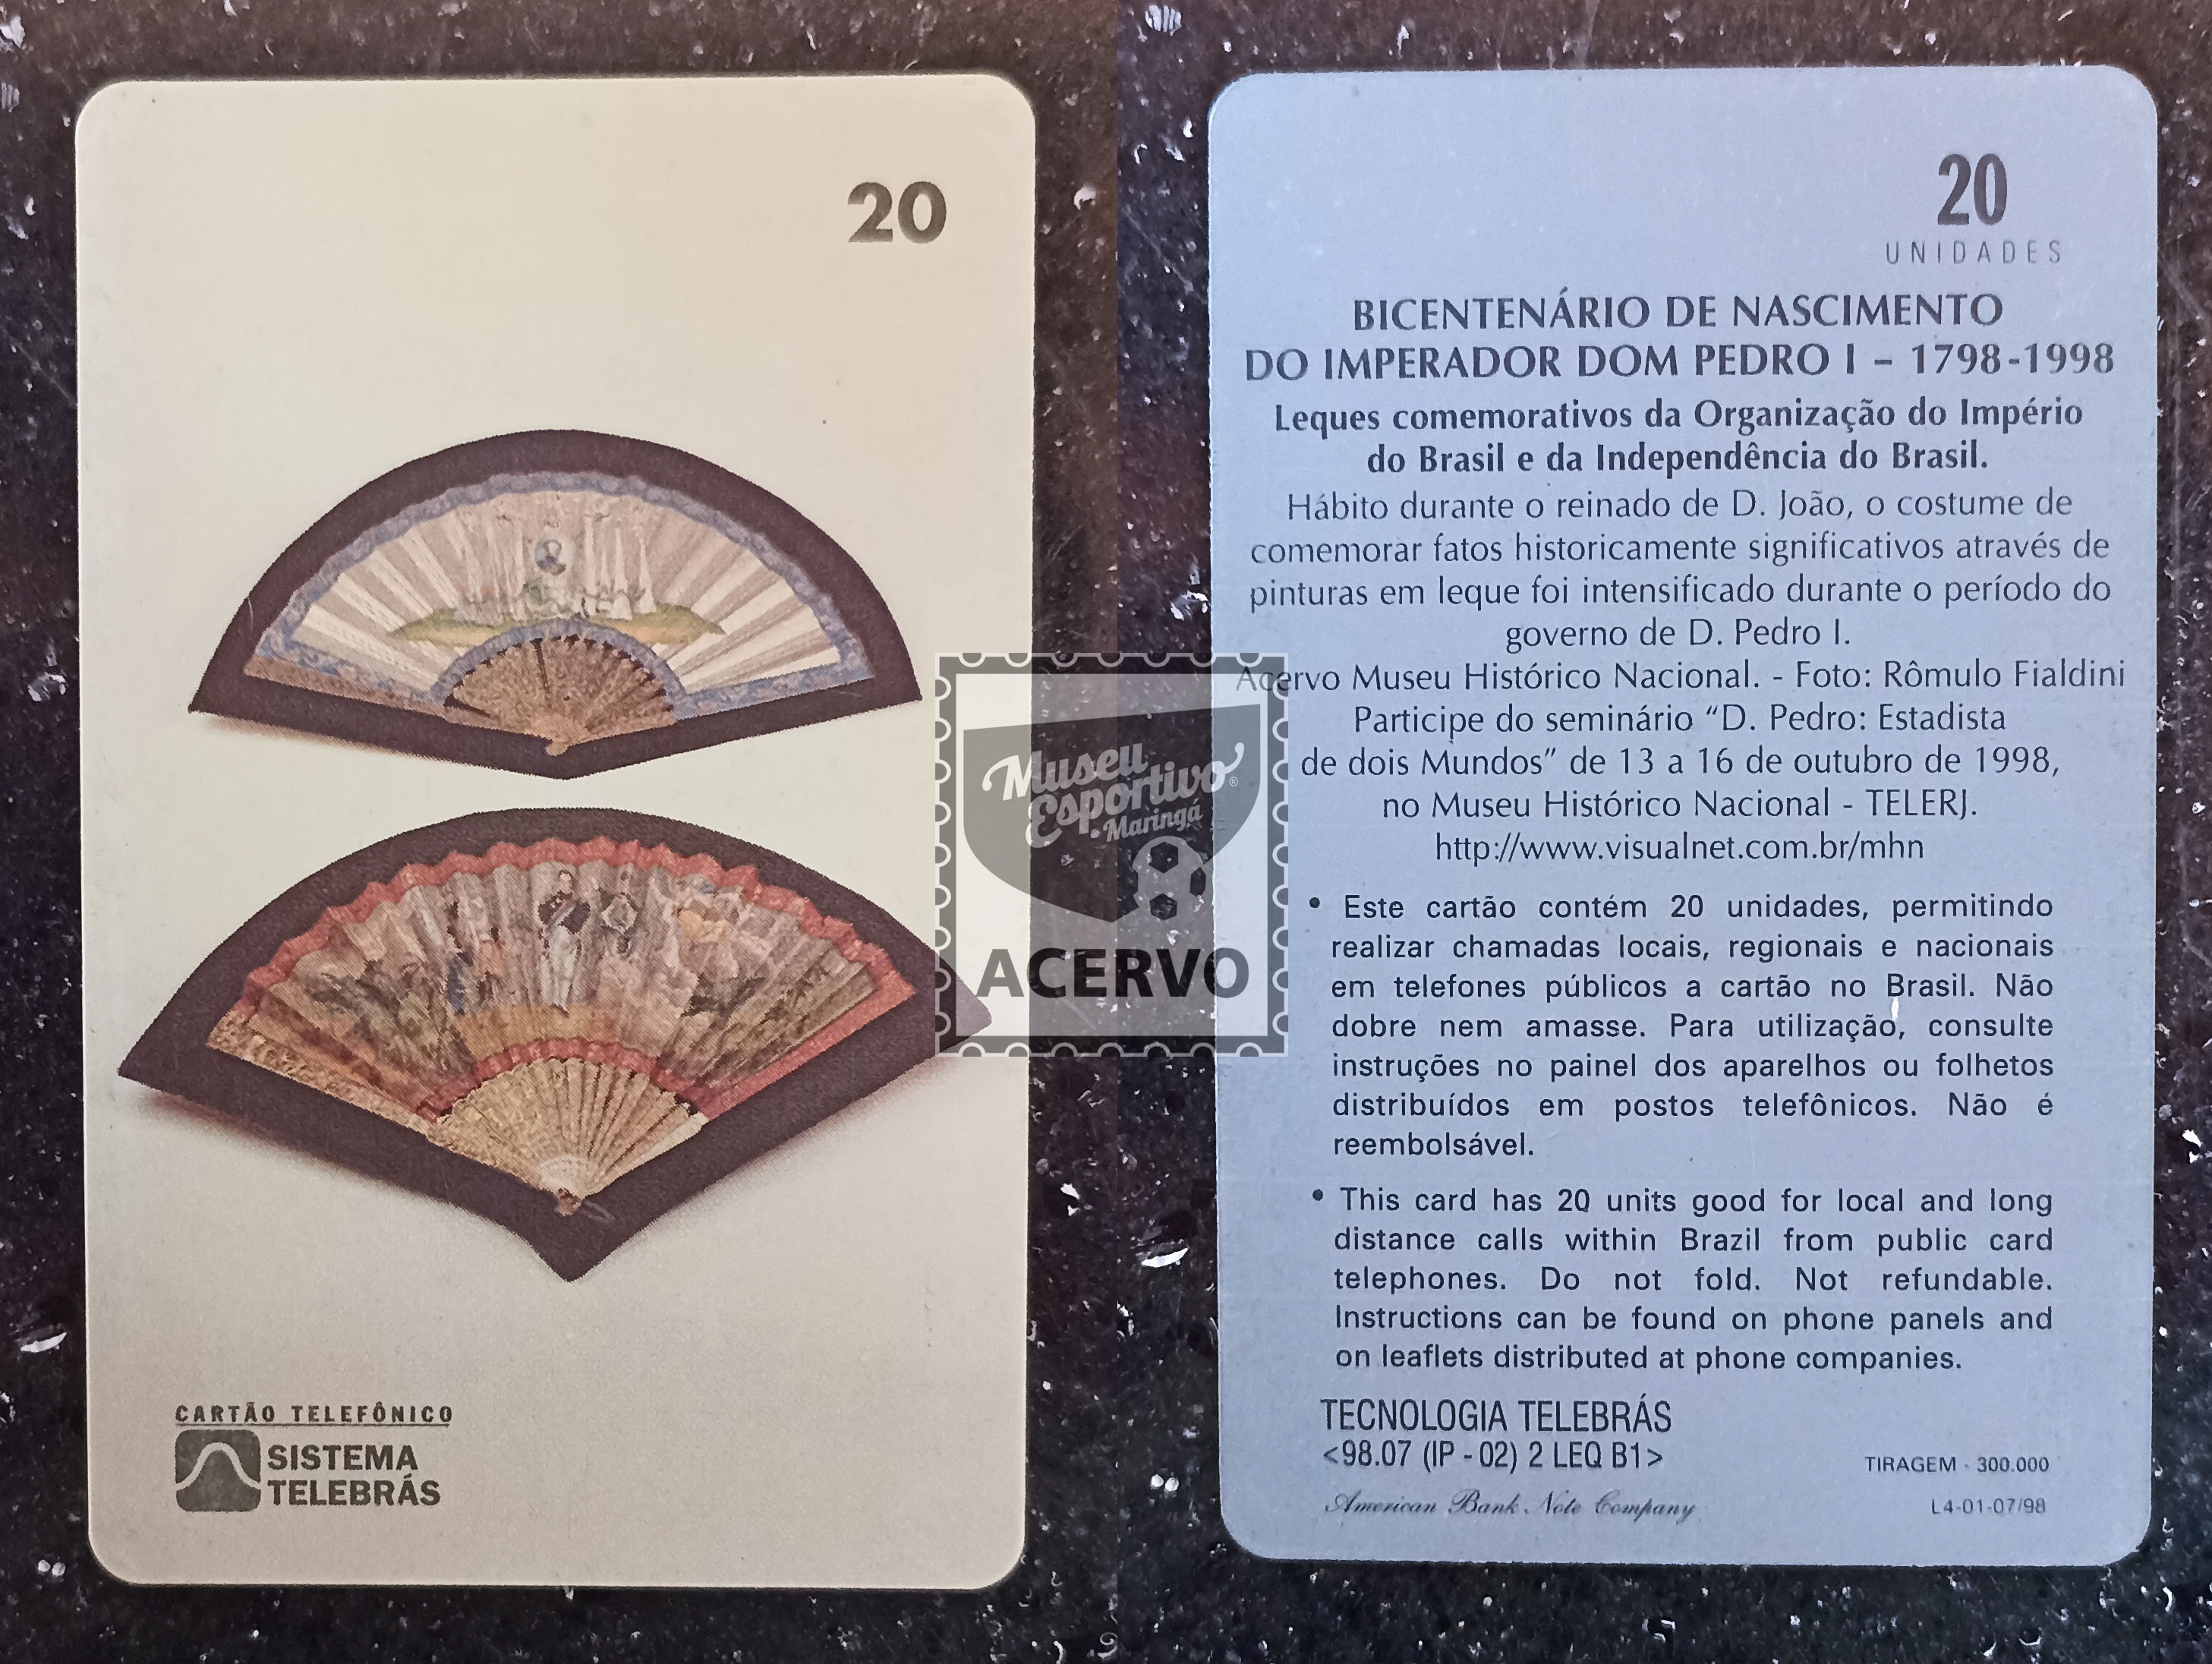 20
CARTÃO TELEFÔNICO
SISTEMA
TELEBRÁS
20
UNIDADES
BICENTENÁRIO DE NASCIMENTO
DO IMPERADOR DOM PEDRO I – 1798-1998
Leques comemorativos da Organização do Império
do Brasil e da Independência do Brasil.
Hábito durante o reinado de D. João, o costume de
comemorar fatos historicamente significativos através de
pinturas em leque foi intensificado durante o período do
governo de D. Pedro I.
Acervo Museu Histórico Nacional. - Foto: Rômulo Fialdini
Participe do seminário “D. Pedro: Estadista
de dois Mundos” de 13 a 16 de outubro de 1998,
no Museu Histórico Nacional - TELERJ.
http://www.visualnet.com.br/mhn
• Este cartão contém 20 unidades, permitindo
realizar chamadas locais, regionais e nacionais
em telefones públicos a cartão no Brasil. Não
dobre nem amasse. Para utilização, consulte
instruções no painel dos aparelhos ou folhetos
distribuídos em postos telefônicos. Não é
reembolsável.
• This card has 20 units good for local and long
distance calls within Brazil from public card
telephones. Do not fold. Not refundable.
Instructions can be found on phone panels and
on leaflets distributed at phone companies.
TECNOLOGIA TELEBRÁS
<98.07 (IP - 02) 2 LEQ B1>
TIRAGEM - 300.000
American Bank Note Company
L4-01-07/98
Museu
Esportivo®
Maringá
ACERVO